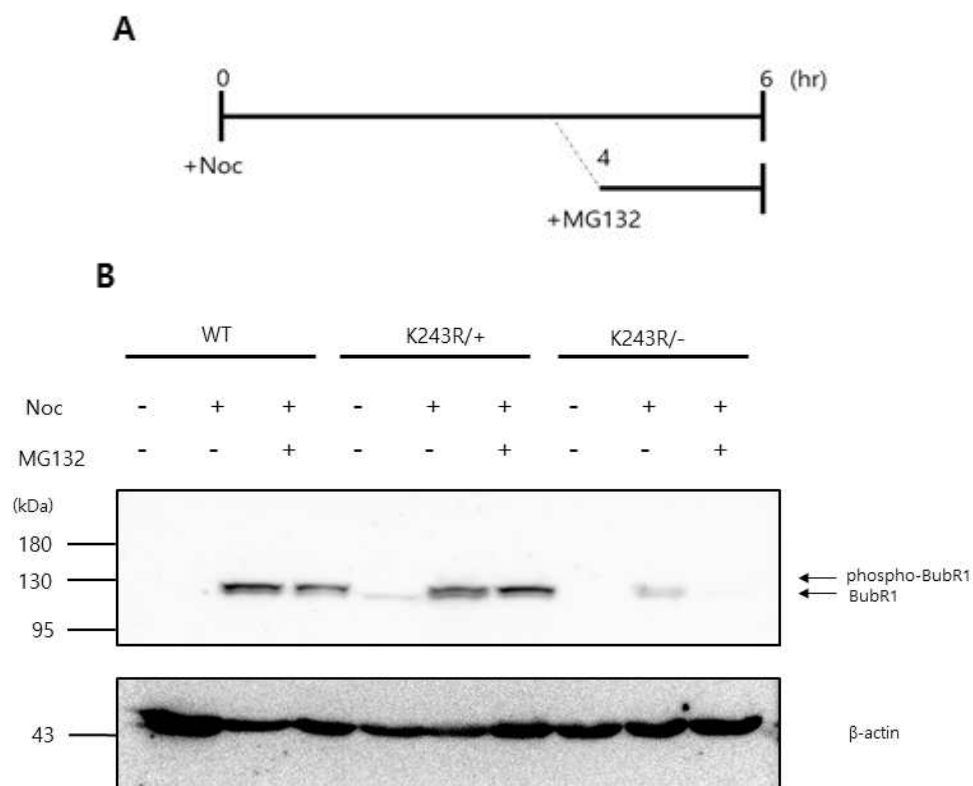 A
0 6 (hr)
+Noc
4
+MG132
B
WT K243R/+ K243R/-
Noc - + + - + + - + +
MG132 - - + - - + - - +
(kDa)
180
130
95
phospho-BubR1
BubR1
43
β-actin